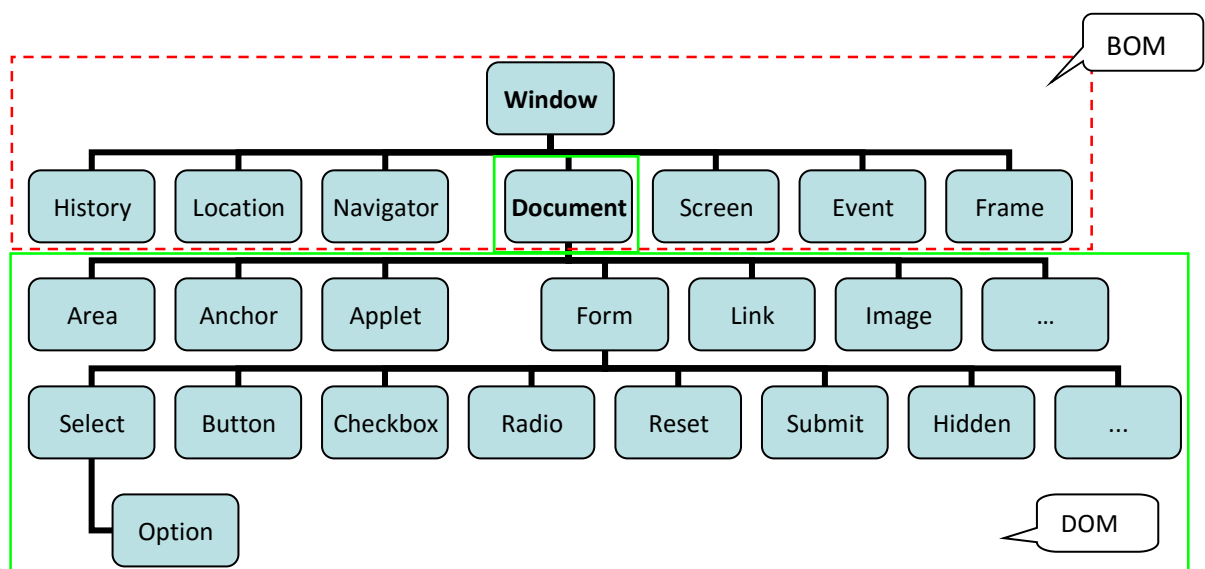 BOM
Window
History Location Navigator Document Screen Event Frame
Area Anchor Applet Form Link Image ...
Select Button Checkbox Radio Reset Submit Hidden ...
Option
DOM